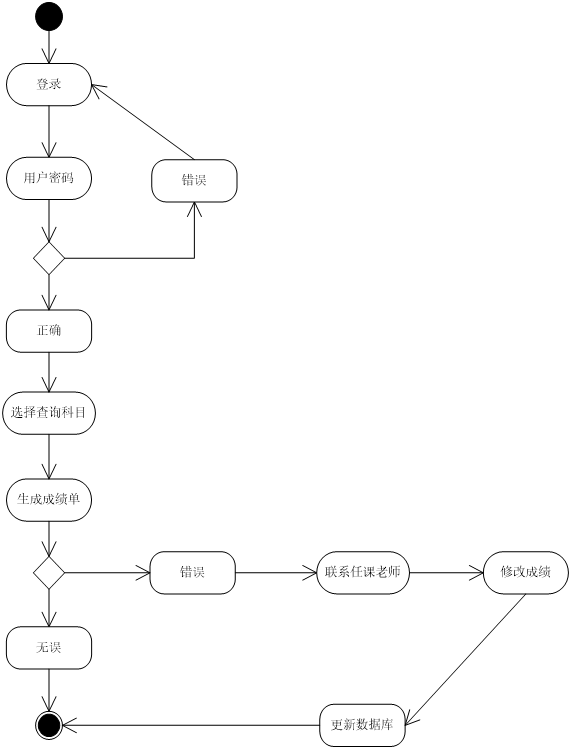 登录
用户密码
错误
正确
选择查询科目
生成成绩单
错误
联系任课老师
修改成绩
无误
更新数据库